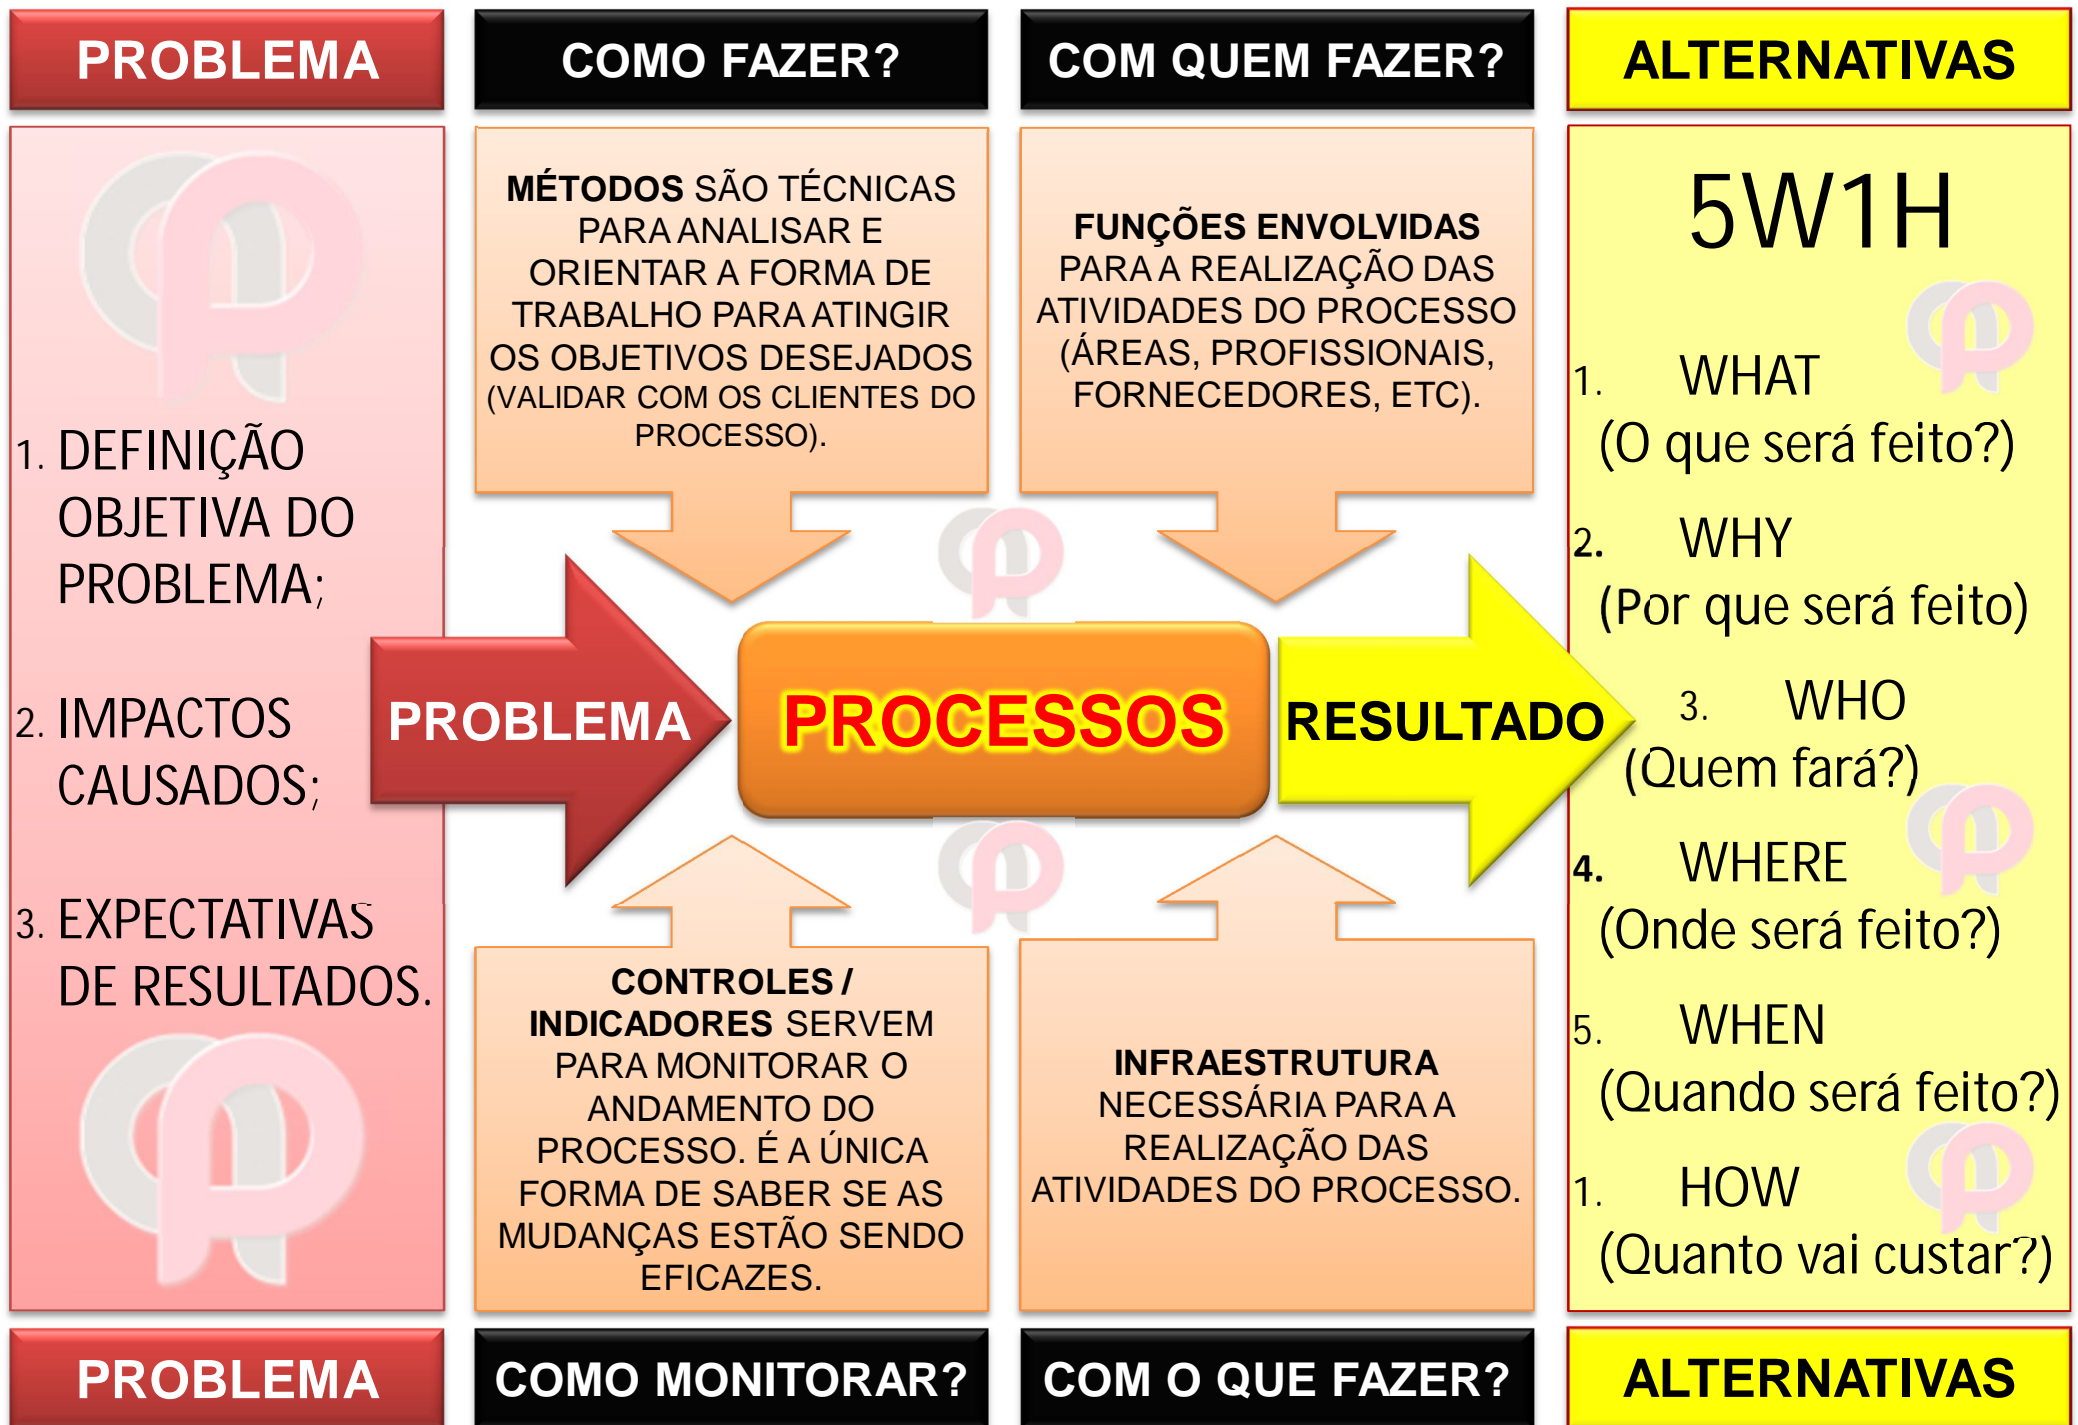 PROBLEMA
COMO FAZER?
COM QUEM FAZER?
ALTERNATIVAS
1. DEFINIÇÃO
OBJETIVA DO
PROBLEMA;
2. IMPACTOS
CAUSADOS;
3. EXPECTATIVAS
DE RESULTADOS.
MÉTODOS SÃO TÉCNICAS
PARA ANALISAR E
ORIENTAR A FORMA DE
TRABALHO PARA ATINGIR
OS OBJETIVOS DESEJADOS
(VALIDAR COM OS CLIENTES DO
PROCESSO).
FUNÇÕES ENVOLVIDAS
PARA A REALIZAÇÃO DAS
ATIVIDADES DO PROCESSO
(ÁREAS, PROFISSIONAIS,
FORNECEDORES, ETC).
PROBLEMA
PROCESSOS
RESULTADO
CONTROLES /
INDICADORES SERVEM
PARA MONITORAR O
ANDAMENTO DO
PROCESSO. É A ÚNICA
FORMA DE SABER SE AS
MUDANÇAS ESTÃO SENDO
EFICAZES.
INFRAESTRUTURA
NECESSÁRIA PARA A
REALIZAÇÃO DAS
ATIVIDADES DO PROCESSO.
5W1H
1. WHAT
(O que será feito?)
2. WHY
(Por que será feito)
3. WHO
(Quem fará?)
4. WHERE
(Onde será feito?)
5. WHEN
(Quando será feito?)
1. HOW
(Quanto vai custar?)
PROBLEMA
COMO MONITORAR?
COM O QUE FAZER?
ALTERNATIVAS